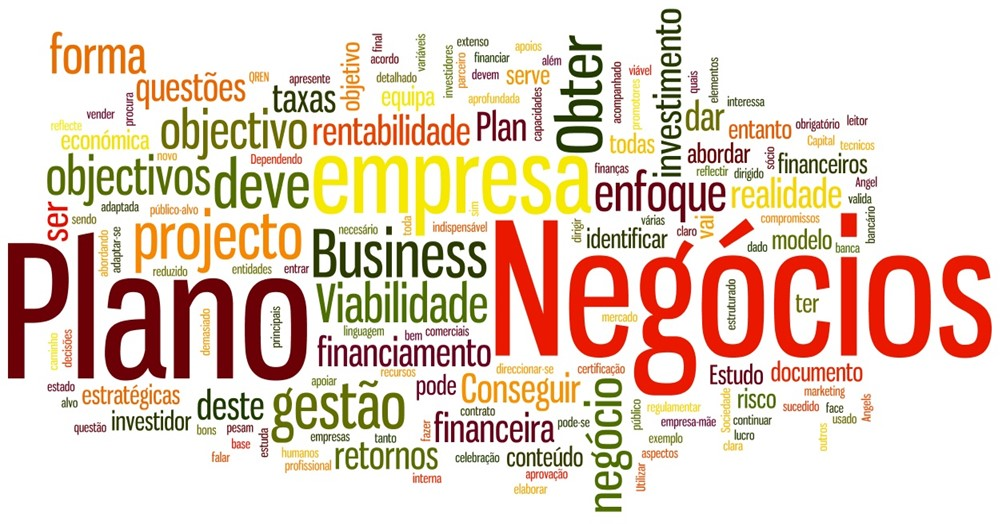 forma
questões
QREN
apresente
taxas
objetivo
final
acordo
variáveis
detalhado
equipa
investidores
extenso
financiar
parceiro
devem
apoios
além
serve
aprofundada
capacidades
Obter
acompanhado
viável
promotores
investimento
quais
elementos
dar
interessa
vender
procura
reflecte
económica
novo
objectivo
Dependendo
rentabilidade
Plan
todas
abordar
entanto
sócio
obrigatório
leitor
Capital
tecnicos
financeiros
objectivos
deve
empresa
finanças
enfoque
reflectir
dirigido
realidade
Angel
valida
bancário
ser
sendo
adaptada
público-alvo
abordando
adaptar-se
projecto
necesário
toda
indispensável
sim
dirigir
várias
identificar
claro
vai
compromissos
dado
modelo
banca
reduzido
entidades
entrar
Business
Plano
Negócios
demasiado
principais
Viabilidade
linguagem
bem
comerciais
mercado
estruturado
ter
caminho
decisões
financiamento
recursos
direccionar-se
certificação
estado
alvo
estratégicas
apoiar
pode
Conseguir
Estudo
documento
questão
investidor
deste
bons
pesam
gestão
contrato
financeira
pode-se
negócio
público
regulamentar
empresa-mãe
Sociedade
risco
marketing
sucedido
face
continuar
usado
Angels
falar
base
estuda
empresas
tanto
fazer
exemplo
lucro
clara
outros
humanos
profissional
retornos
celebração
conteúdo
interna
aprovação
elaborar
Utilizar
aspectos